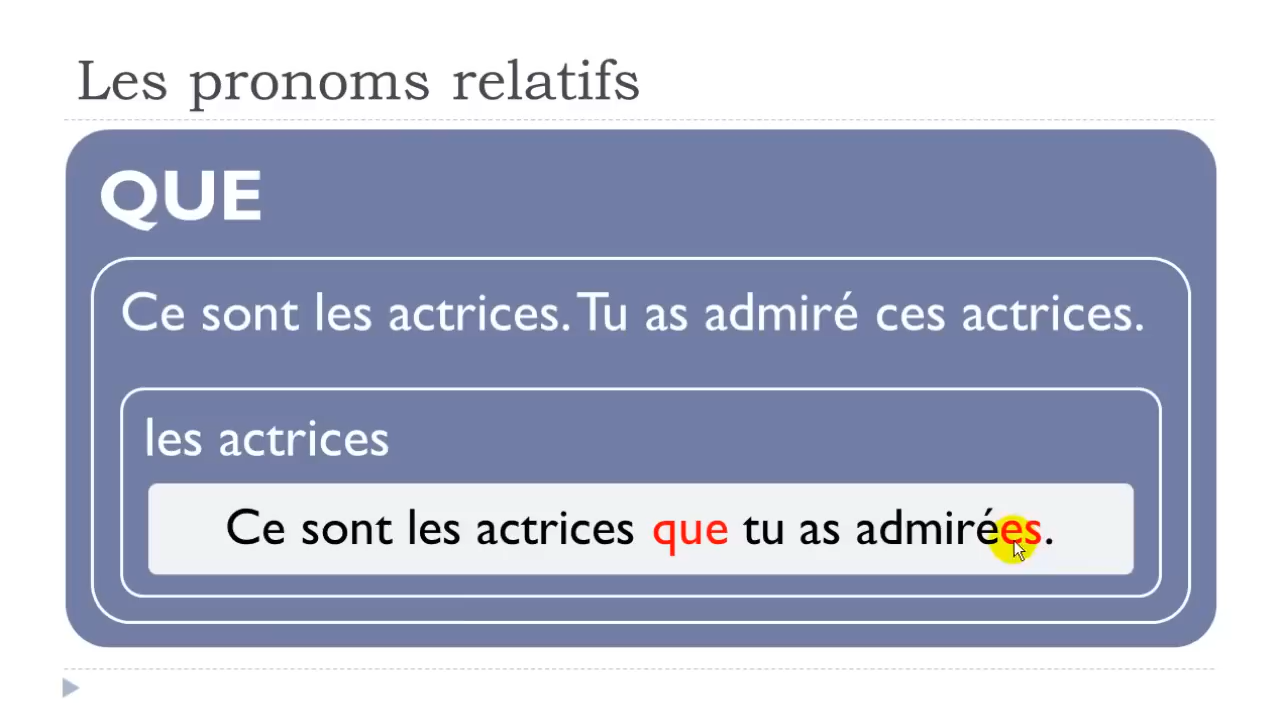 Les pronoms relatifs
QUE
Ce sont les actrices. Tu as admiré ces actrices.
les actrices
Ce sont les actrices que tu as admirées.